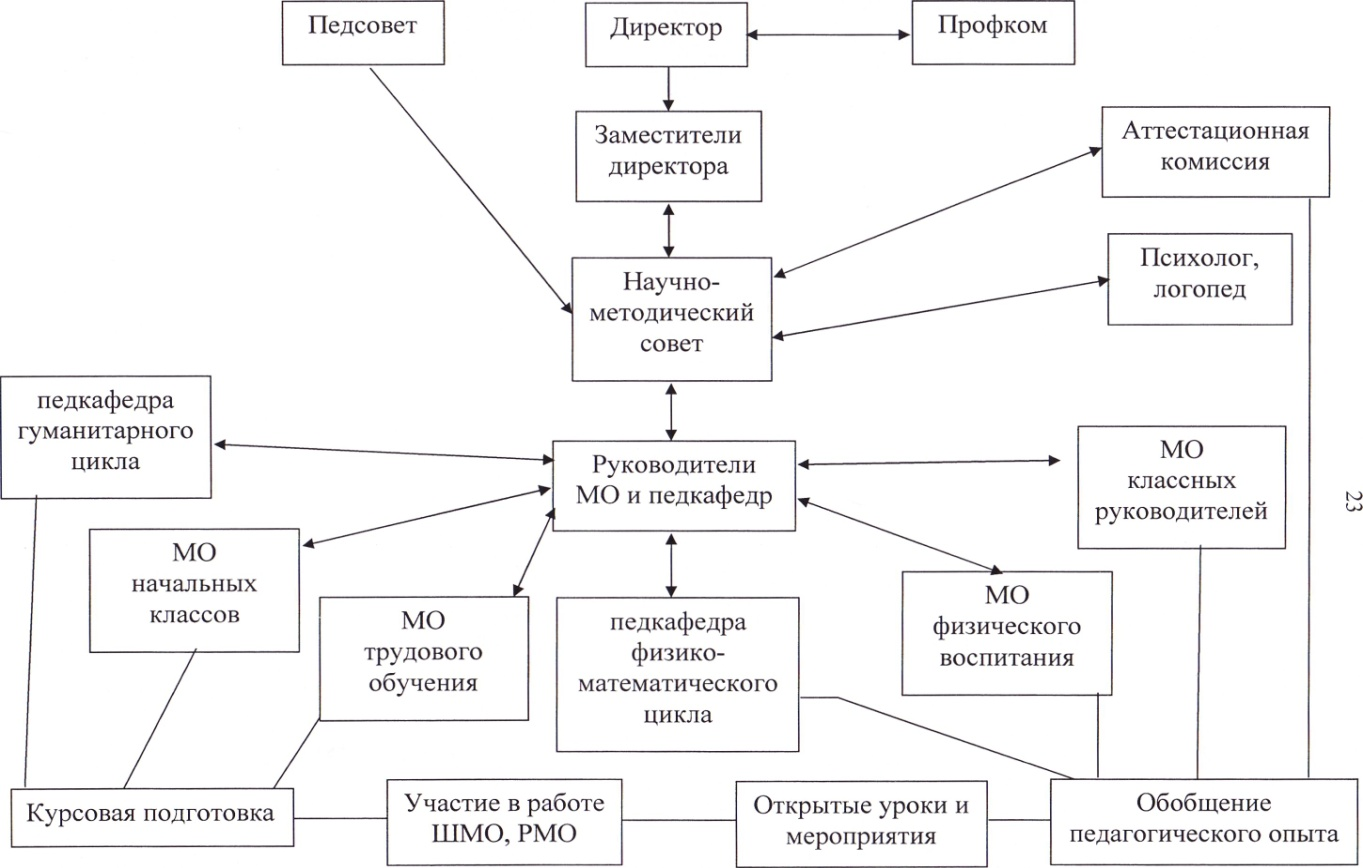 Педсовет
Директор
Профком
Заместители
директора
Аттестационная
комиссия
Научно-
методический
совет
Психолог,
логопед
педкафедра
гуманитарного
цикла
Руководители
МО и педкафедр
МО
классных
руководителей
23
МО
начальных
классов
МО
трудового
обучения
педкафедра
физико-
математического
цикла
МО
физического
воспитания
Курсовая подготовка
Участие в работе
ШМО, РМО
Открытые уроки и
мероприятия
Обобщение
педагогического опыта